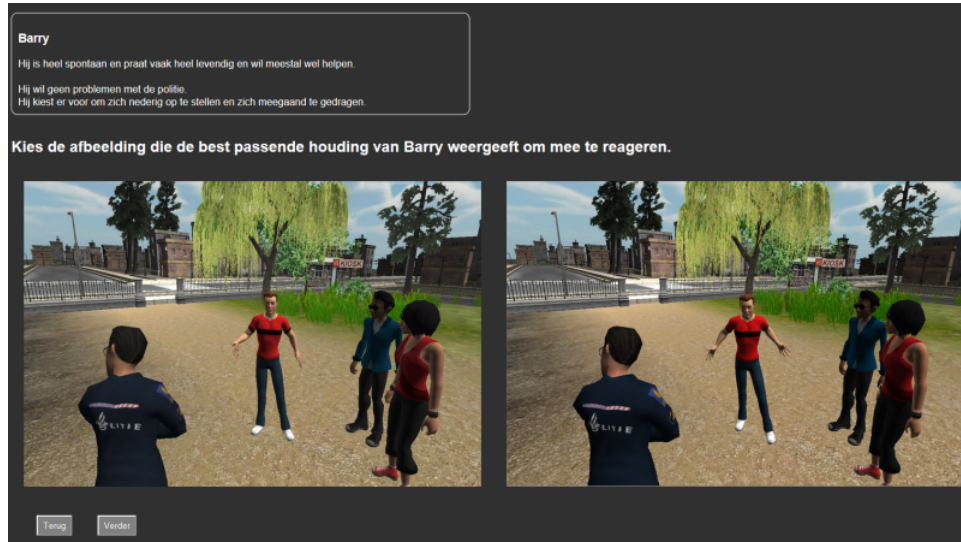 Barry
Hij is heel spontaan en praat vaak heel levendig en wil meestal wel helpen.
Hij wil geen problemen met de politie.
Hij kiest er voor om zich nederig op te stellen en zich meegaand te gedragen.
Kies de afbeelding die de best passende houding van Barry weergeeft om mee te reageren.
KIOSK
KIOSK
LITIE
LITIE
Terug
Verder